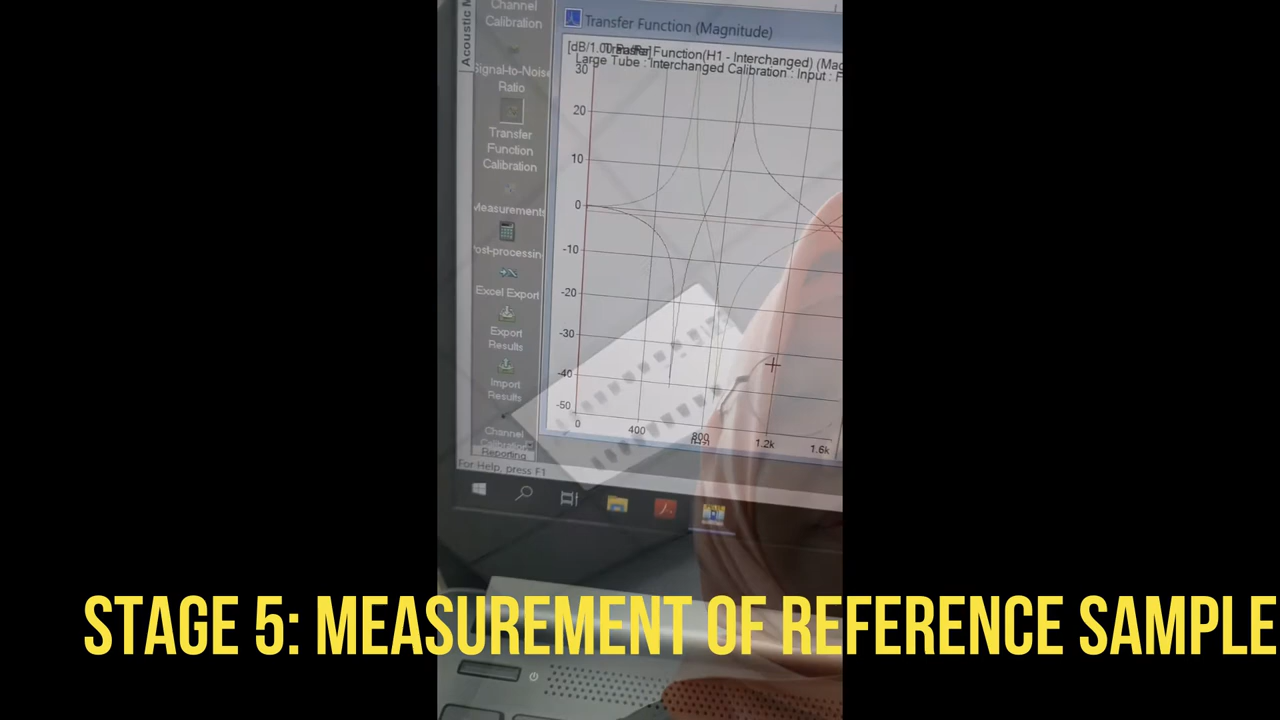 Acoustic M
Channel
Calibration
Signal-to-Noise
Ratio
Transfer
Function
Calibration
Measurements
Post-processin
Excel Export
Export
Results
Import
Results
Channel
Calibration
Reporting
For Help, press F1
Transfer Function (Magnitude)
Function(H1 - Interchanged) (Mag
Large Tube : Interchanged Calibration : Input : F
30
20
10
0
-10
-20
-30
-40
-50
0
400
800
1.2k
1.6k
[Hz]
STAGE 5: MEASUREMENT OF REFERENCE SAMPLE